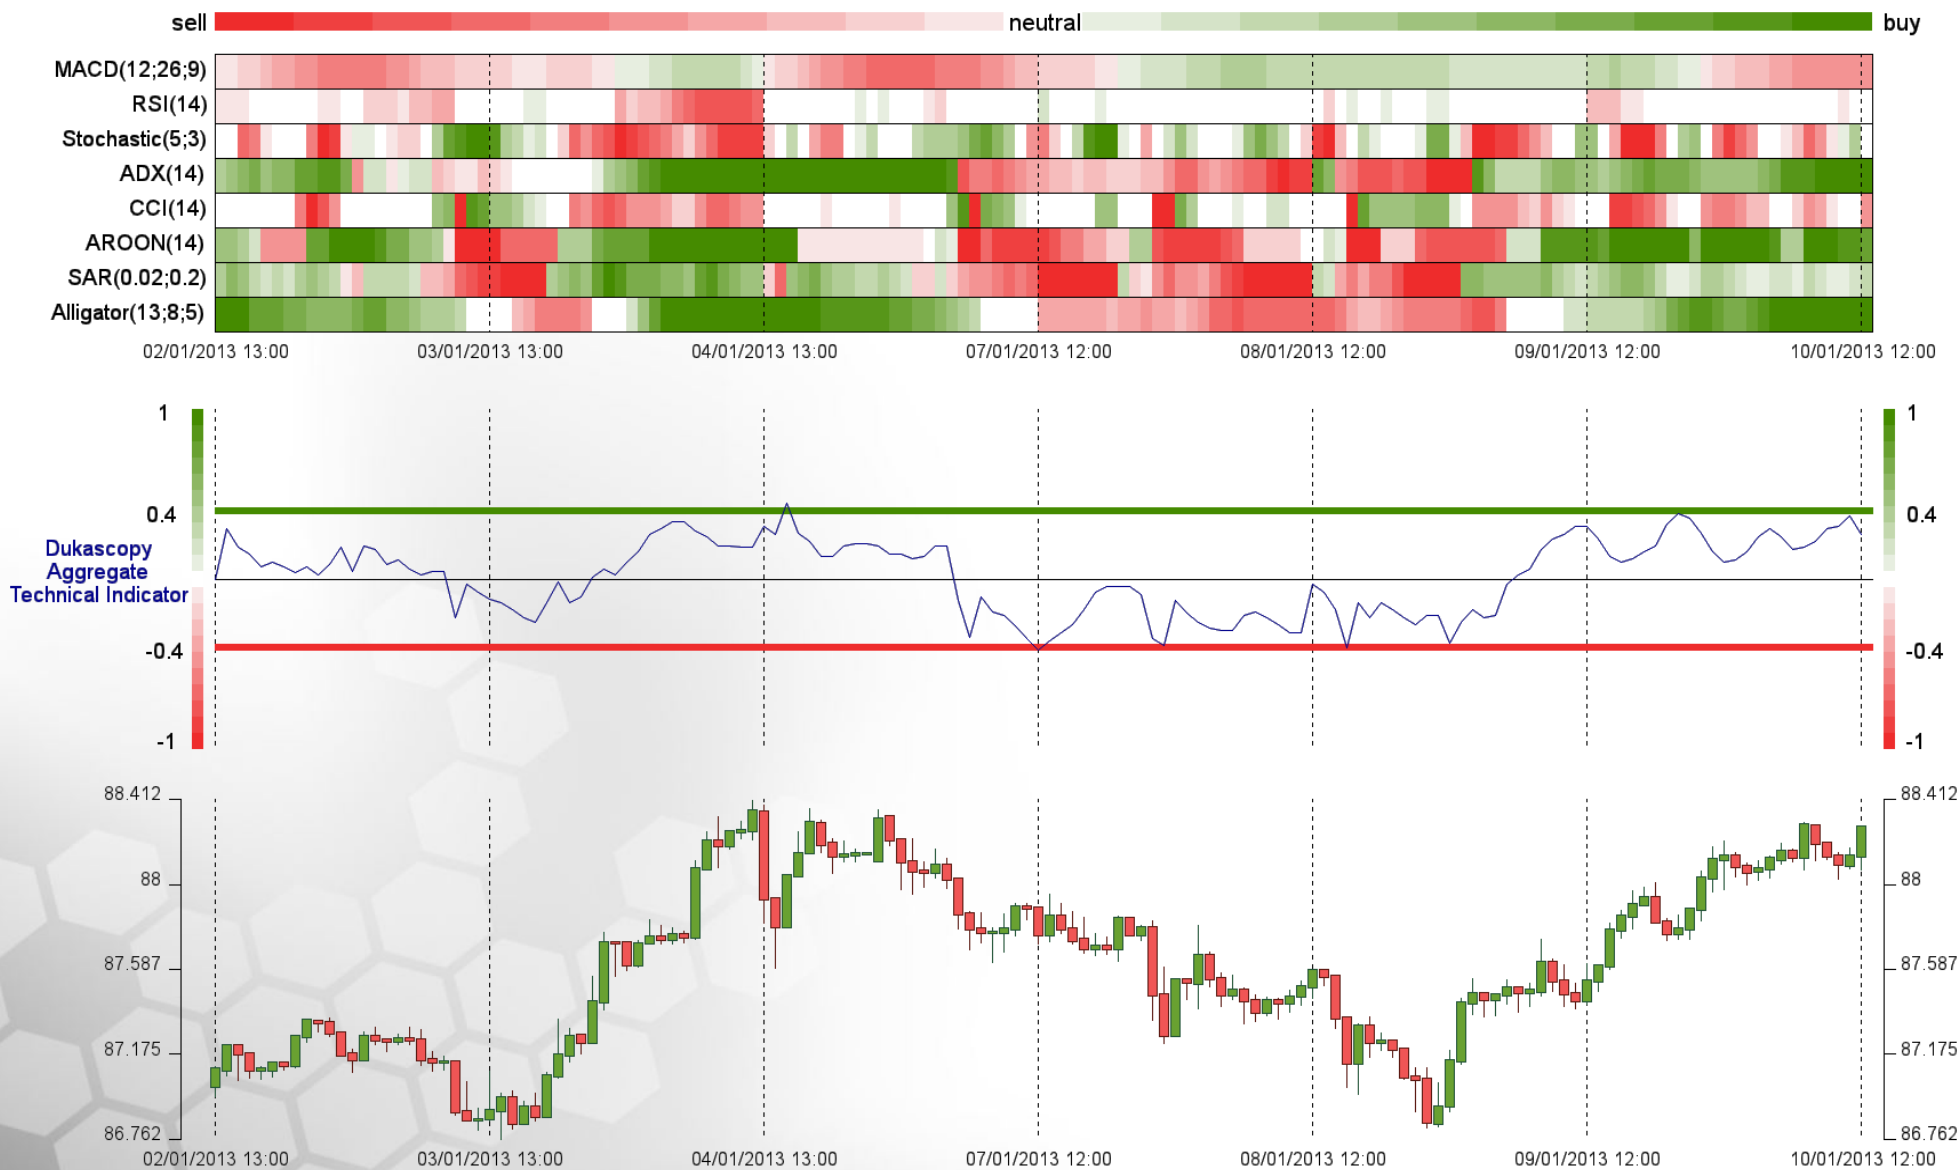 sell neutral buy
MACD(12;26;9)
RSI(14)
Stochastic(5;3)
ADX(14)
CCI(14)
AROON(14)
SAR(0.02;0.2)
Alligator(13;8;5)
02/01/2013 13:00 03/01/2013 13:00 04/01/2013 13:00 07/01/2013 12:00 08/01/2013 12:00 09/01/2013 12:00 10/01/2013 12:00
1 1
0.4 0.4
Dukascopy
Aggregate
Technical Indicator
-0.4 -0.4
-1 -1
88.412 88.412
88 88
87.587 87.587
87.175 87.175
86.762 86.762
02/01/2013 13:00 03/01/2013 13:00 04/01/2013 13:00 07/01/2013 12:00 08/01/2013 12:00 09/01/2013 12:00 10/01/2013 12:00